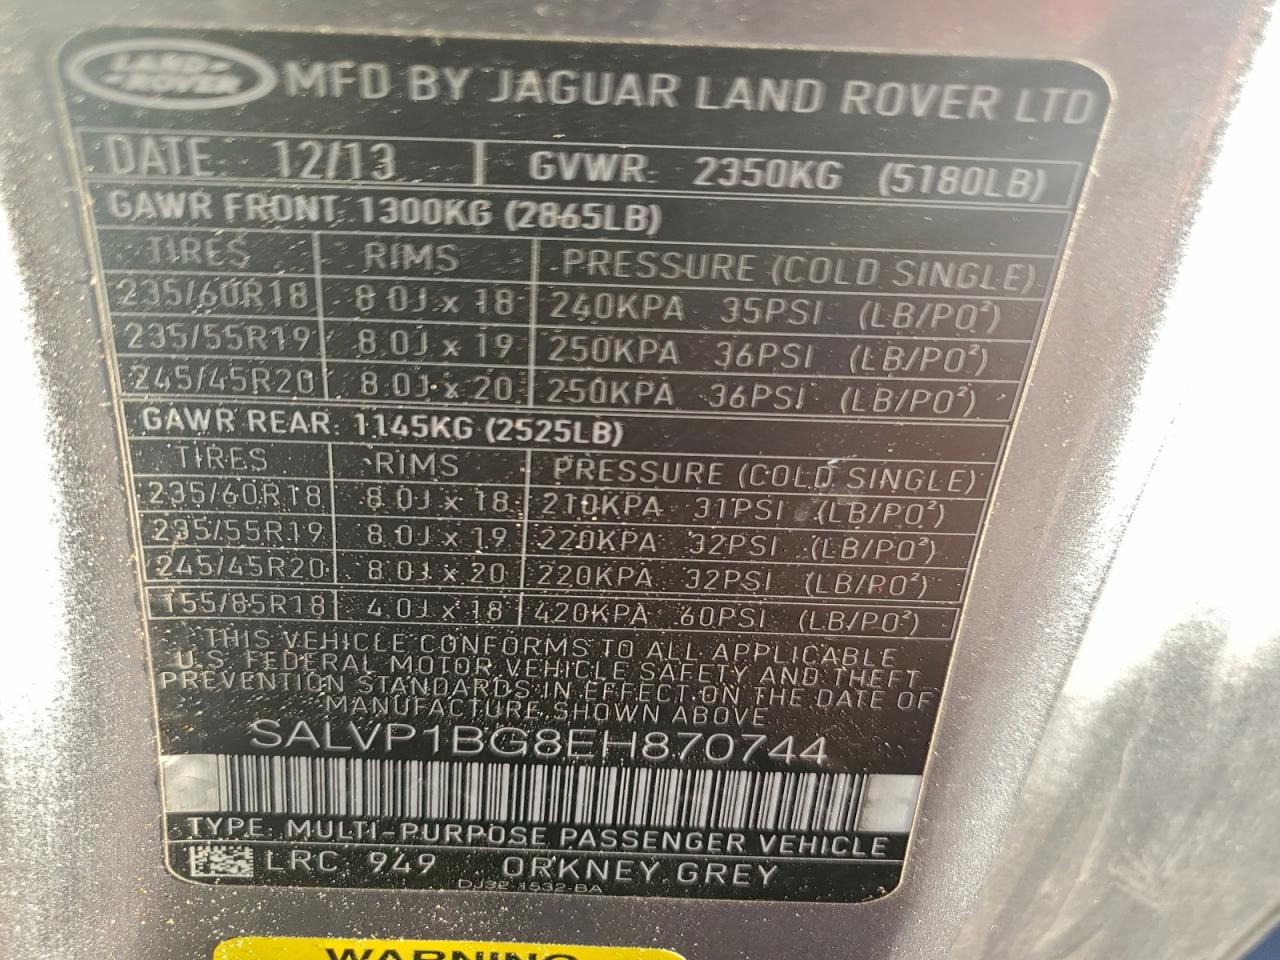 LAND ROVER MFD BY JAGUAR LAND ROVER LTD
DATE: 12/13 GVWR: 2350KG (5180LB)
GAWR FRONT: 1300KG (2865LB)
TIRES RIMS PRESSURE (COLD SINGLE)
235/60R18 8.0J x 18 240KPA 35PSI (LB/PO²)
235/55R19 8.0J x 19 250KPA 36PSI (LB/PO²)
245/45R20 8.0J x 20 250KPA 36PSI (LB/PO²)
GAWR REAR: 1145KG (2525LB)
TIRES RIMS PRESSURE (COLD SINGLE)
235/60R18 8.0J x 18 210KPA 31PSI (LB/PO²)
235/55R19 8.0J x 19 220KPA 32PSI (LB/PO²)
245/45R20 8.0J x 20 220KPA 32PSI (LB/PO²)
T55/85R18 4.0J x 18 420KPA 60PSI (LB/PO²)
THIS VEHICLE CONFORMS TO ALL APPLICABLE
U.S. FEDERAL MOTOR VEHICLE SAFETY AND THEFT
PREVENTION STANDARDS IN EFFECT ON THE DATE OF
MANUFACTURE SHOWN ABOVE
SALVP1BG8EH870744
TYPE: MULTI-PURPOSE PASSENGER VEHICLE
LRC 949 ORKNEY GREY
DJ32 1532 BA
WARNING